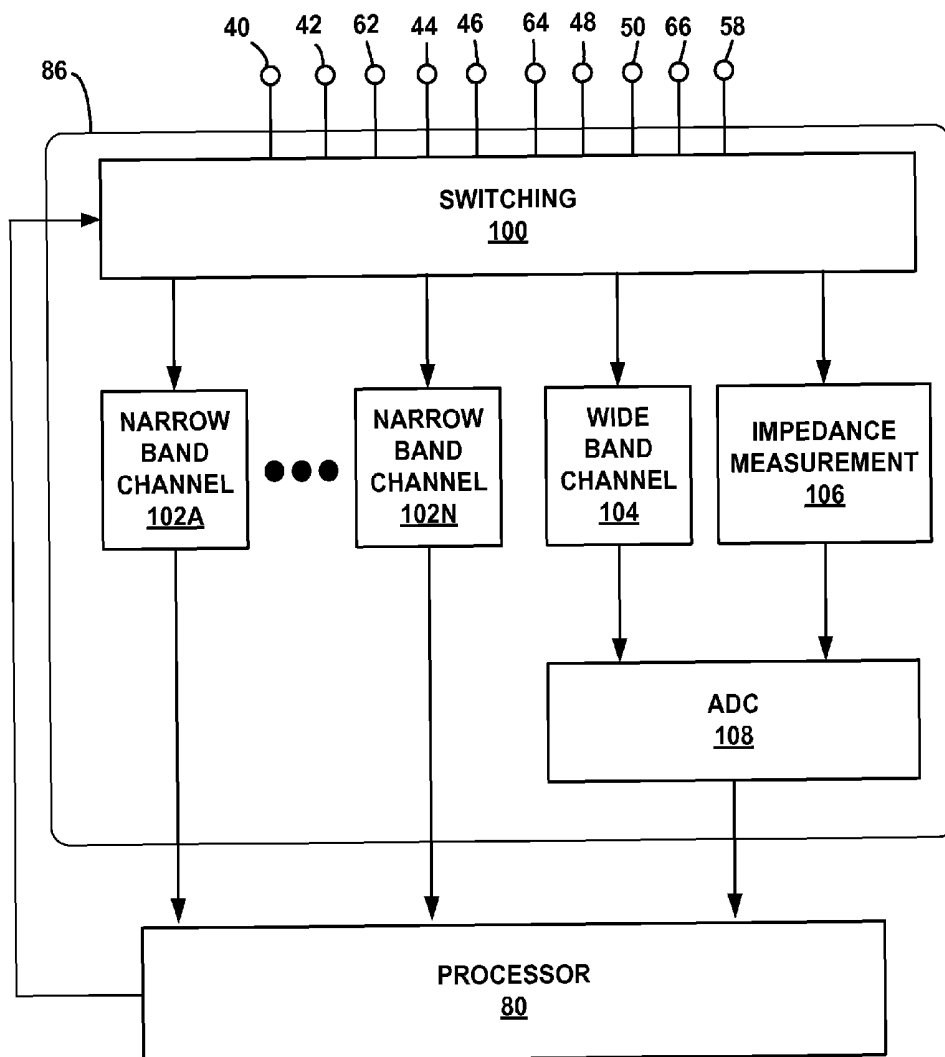 40 42 62 44 46 64 48 50 66 58
86
SWITCHING
100
NARROW
BAND
CHANNEL
102A
NARROW
BAND
CHANNEL
102N
WIDE
BAND
CHANNEL
104
IMPEDANCE
MEASUREMENT
106
ADC
108
PROCESSOR
80